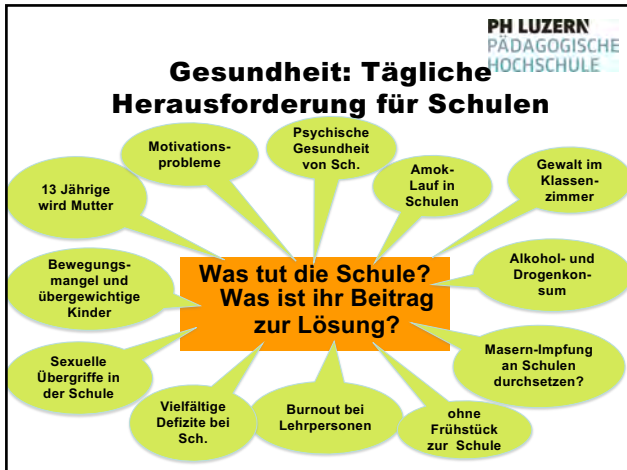 PH LUZERN
PÄDAGOGISCHE
HOCHSCHULE
Gesundheit: Tägliche
Herausforderung für Schulen
Motivations-
probleme
Psychische
Gesundheit
von Sch.
Amok-
Lauf in
Schulen
Gewalt im
Klassen-
zimmer
13 Jährige
wird Mutter
Was tut die Schule?
Was ist ihr Beitrag
zur Lösung?
Alkohol- und
Drogenkon-
sum
Bewegungs-
mangel und
übergewichtige
Kinder
Masern-Impfung
an Schulen
durchsetzen?
Sexuelle
Übergriffe in
der Schule
Vielfältige
Defizite bei
Sch.
Burnout bei
Lehrpersonen
ohne
Frühstück
zur Schule